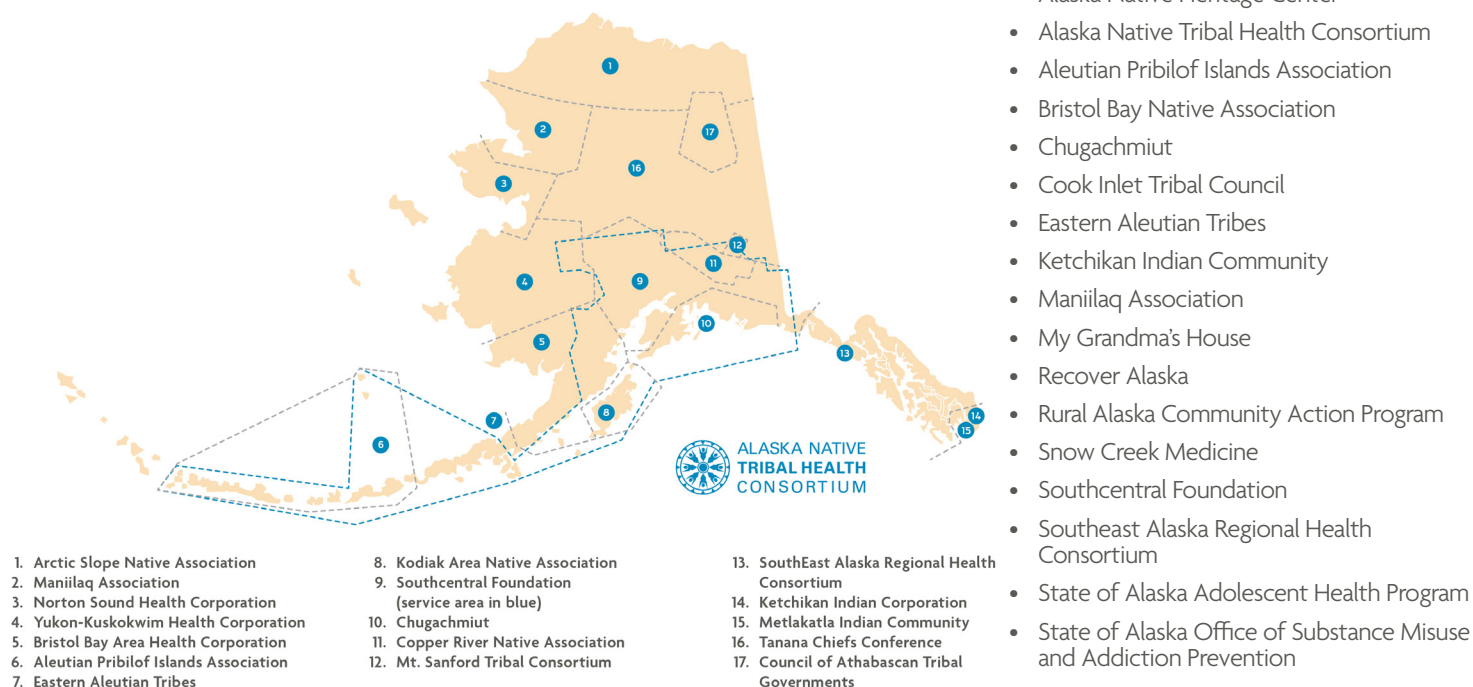 1
2
17
16
3
12
11
4
9
10
5
13
8
7
14
15
6
ALASKA NATIVE
TRIBAL HEALTH
CONSORTIUM
1. Arctic Slope Native Association
2. Maniilaq Association
3. Norton Sound Health Corporation
4. Yukon-Kuskokwim Health Corporation
5. Bristol Bay Area Health Corporation
6. Aleutian Pribilof Islands Association
7. Eastern Aleutian Tribes
8. Kodiak Area Native Association
9. Southcentral Foundation
(service area in blue)
10. Chugachmiut
11. Copper River Native Association
12. Mt. Sanford Tribal Consortium
13. SouthEast Alaska Regional Health
Consortium
14. Ketchikan Indian Corporation
15. Metlakatla Indian Community
16. Tanana Chiefs Conference
17. Council of Athabascan Tribal
Governments
Alaska Native Heritage Center
• Alaska Native Tribal Health Consortium
• Aleutian Pribilof Islands Association
• Bristol Bay Native Association
• Chugachmiut
• Cook Inlet Tribal Council
• Eastern Aleutian Tribes
• Ketchikan Indian Community
• Maniilaq Association
• My Grandma's House
• Recover Alaska
• Rural Alaska Community Action Program
• Snow Creek Medicine
• Southcentral Foundation
• Southeast Alaska Regional Health
Consortium
• State of Alaska Adolescent Health Program
• State of Alaska Office of Substance Misuse
and Addiction Prevention